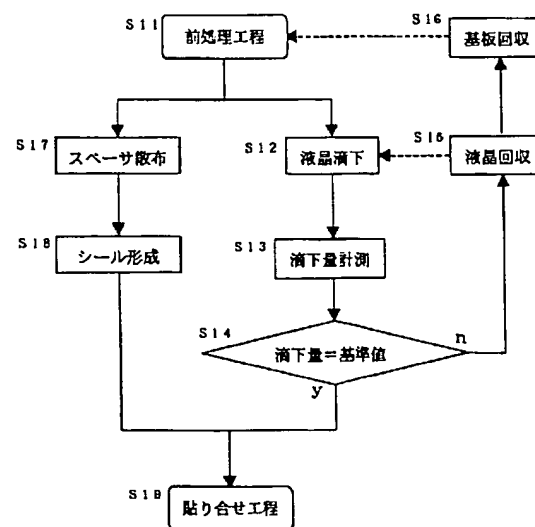 S11
前処理工程
S16
基板回収
S17
スペーサ散布
S12
液晶滴下
S15
液晶回収
S18
シール形成
S13
滴下量計測
S14
滴下量=基準値
n
y
S19
貼り合せ工程